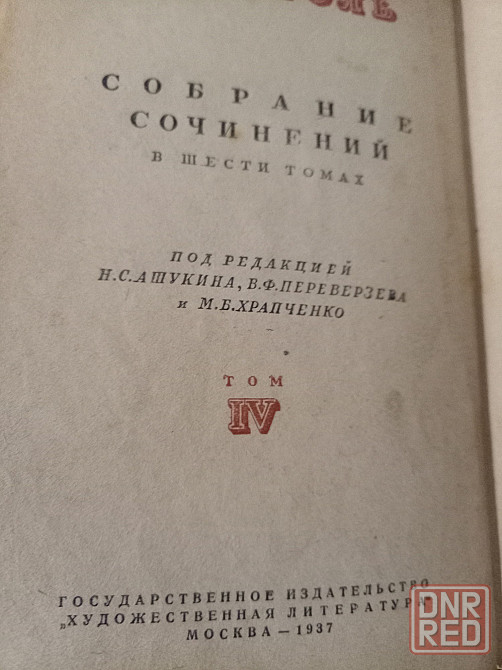 СОБРАНИЕ
СОЧИНЕНИЙ
В ШЕСТИ ТОМАХ
ПОД РЕДАКЦИЕЙ
Н.С.АШУКИНА, В.Ф.ПЕРЕВЕРЗЕВА
и М.Б.ХРАПЧЕНКО
ТОМ
IV
ГОСУДАРСТВЕННОЕ ИЗДАТЕЛЬСТВО
„ХУДОЖЕСТВЕННАЯ ЛИТЕРАТУРА"
МОСКВА — 1937
DNR
RED